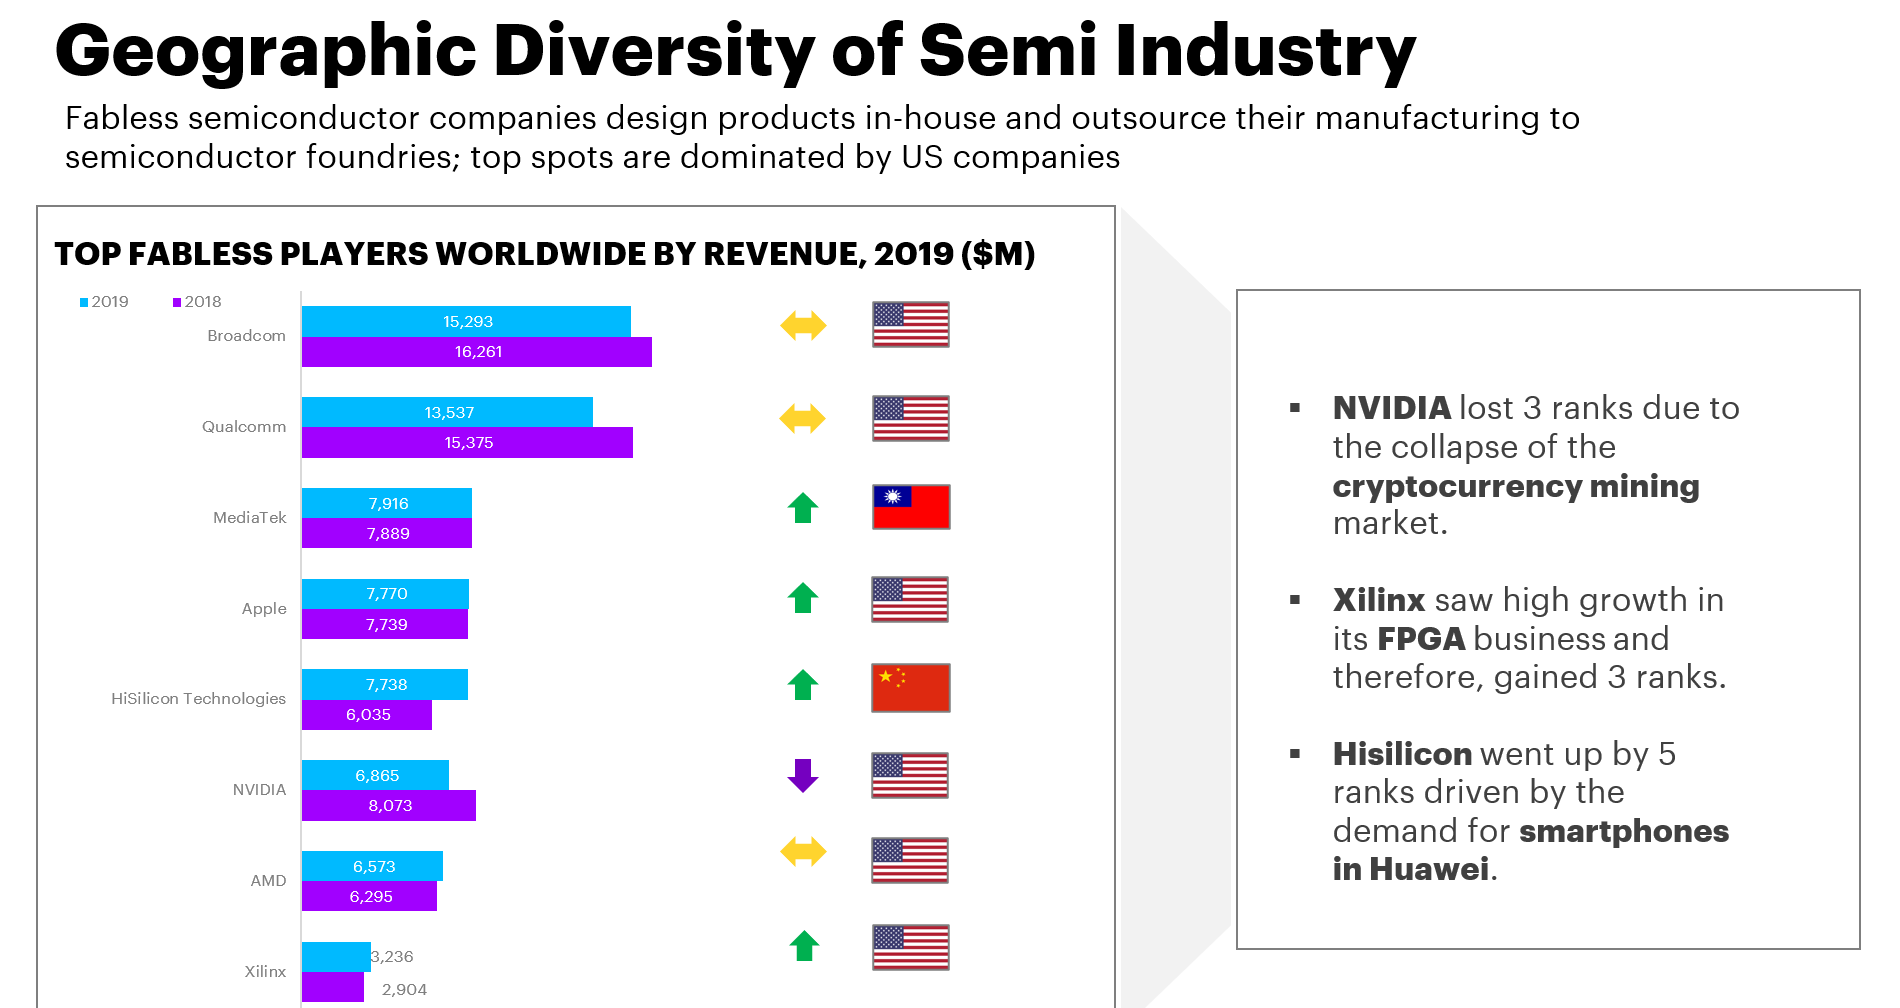 Geographic Diversity of Semi Industry
Fabless semiconductor companies design products in-house and outsource their manufacturing to
semiconductor foundries; top spots are dominated by US companies
TOP FABLESS PLAYERS WORLDWIDE BY REVENUE, 2019 ($M)
2019 2018
Broadcom
15,293
16,261
Qualcomm
13,537
15,375
MediaTek
7,916
7,889
Apple
7,770
7,739
HiSilicon Technologies
7,738
6,035
NVIDIA
6,865
8,073
AMD
6,573
6,295
Xilinx
3,236
2,904
▪ NVIDIA lost 3 ranks due to
the collapse of the
cryptocurrency mining
market.
▪ Xilinx saw high growth in
its FPGA business and
therefore, gained 3 ranks.
▪ Hisilicon went up by 5
ranks driven by the
demand for smartphones
in Huawei.